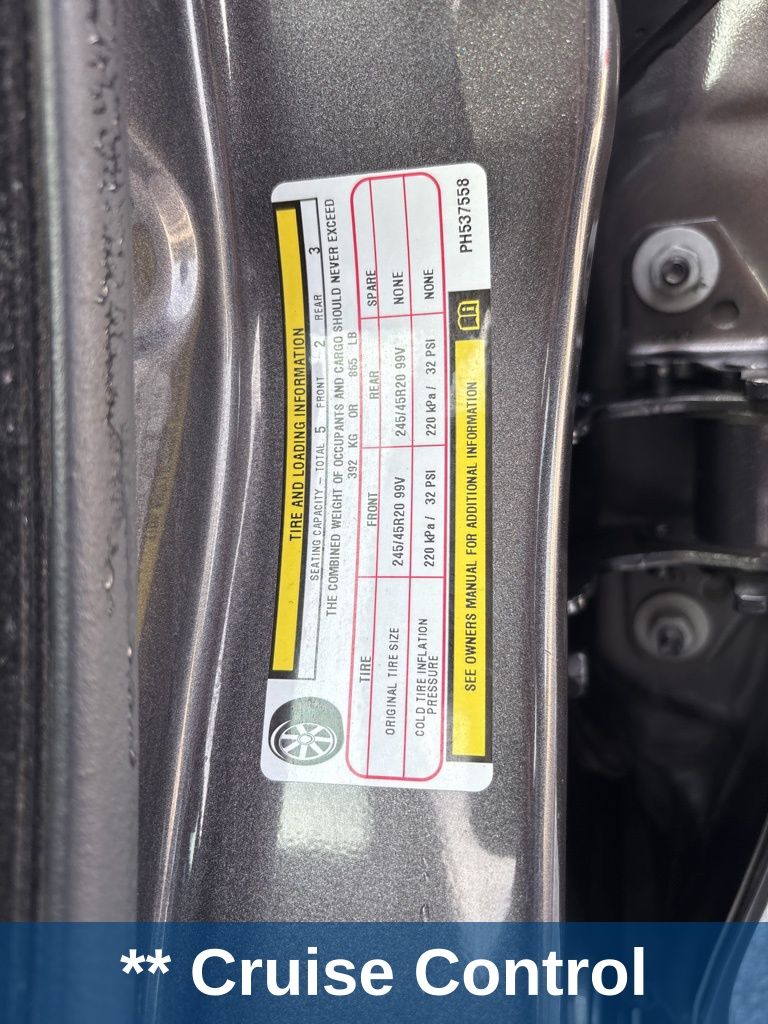 TIRE AND LOADING INFORMATION
SEATING CAPACITY – TOTAL 5 FRONT 2 REAR 3
THE COMBINED WEIGHT OF OCCUPANTS AND CARGO SHOULD NEVER EXCEED
392 KG OR 865 LB
TIRE FRONT REAR SPARE
ORIGINAL TIRE SIZE 245/45R20 99V 245/45R20 99V NONE
COLD TIRE INFLATION
PRESSURE 220 kPa / 32 PSI 220 kPa / 32 PSI NONE
SEE OWNERS MANUAL FOR ADDITIONAL INFORMATION
PH537558
** Cruise Control